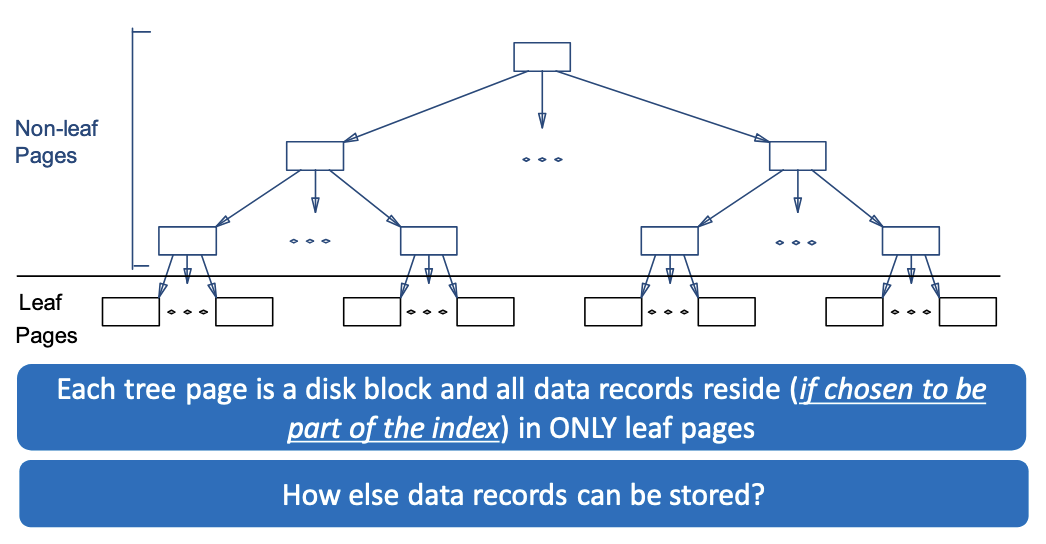 Non-leaf
Pages
Leaf
Pages
Each tree page is a disk block and all data records reside (if chosen to be
part of the index) in ONLY leaf pages
How else data records can be stored?